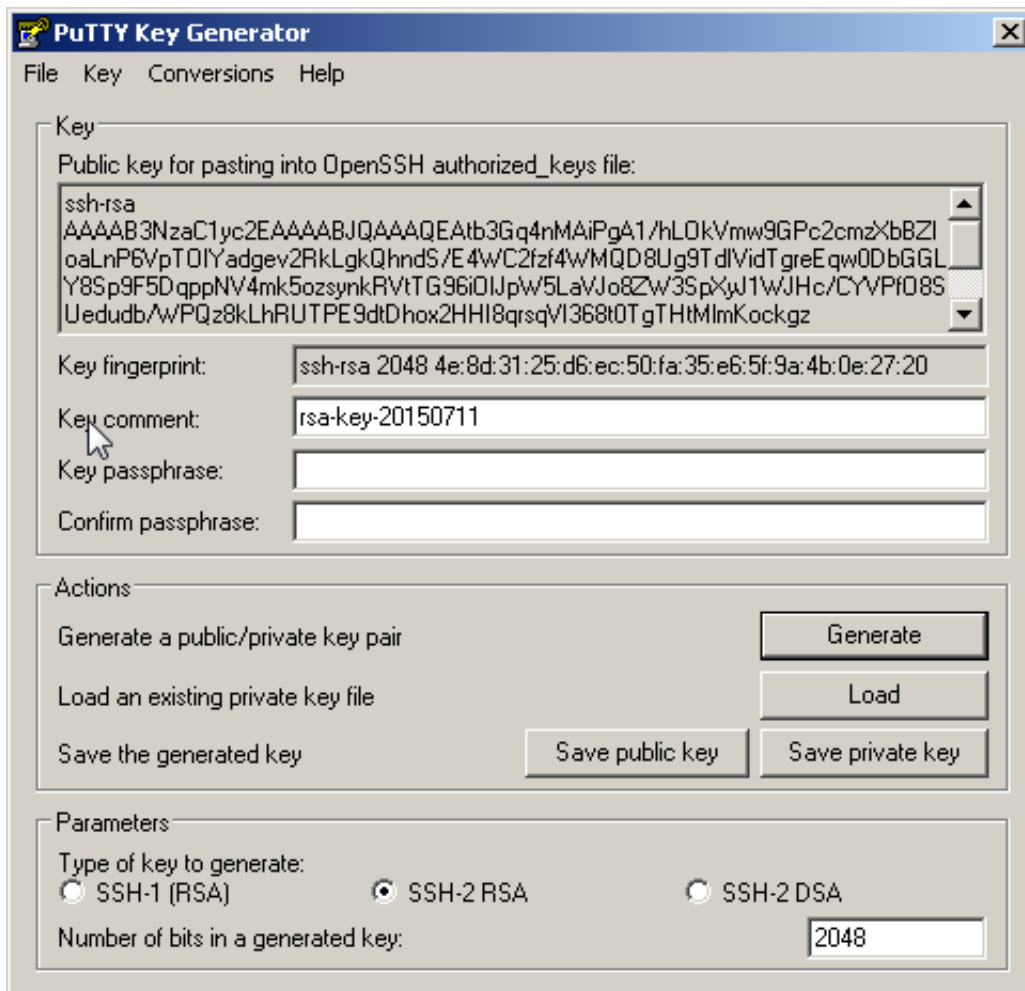 PuTTY Key Generator
File Key Conversions Help
Key
Public key for pasting into OpenSSH authorized_keys file:
ssh-rsa
AAAAB3NzaC1yc2EAAAABJQAAAQEAtb3Gq4nMAiPgA1/hLOkVmw9GPc2cmzXbBZI
oaLnP6VpTOIYadgev2RkLgkQhndS/E4WC2fzf4WMQD8Ug9TdlVidTgreEqw0DbGGL
Y8Sp9F5DqppNV4mk5ozsynkRVtTG96iOIJpW5LaVJo8ZW3SpXyJ1WJHc/CYVPfO8S
Uedudb/WPQz8kLhRUTPE9dtDhox2HHI8qrsqVI368t0TgTHtMImKockgz
Key fingerprint: ssh-rsa 2048 4e:8d:31:25:d6:ec:50:fa:35:e6:5f:9a:4b:0e:27:20
Key comment: rsa-key-20150711
Key passphrase:
Confirm passphrase:
Actions
Generate a public/private key pair Generate
Load an existing private key file Load
Save the generated key Save public key Save private key
Parameters
Type of key to generate:
SSH-1 (RSA) SSH-2 RSA SSH-2 DSA
Number of bits in a generated key: 2048